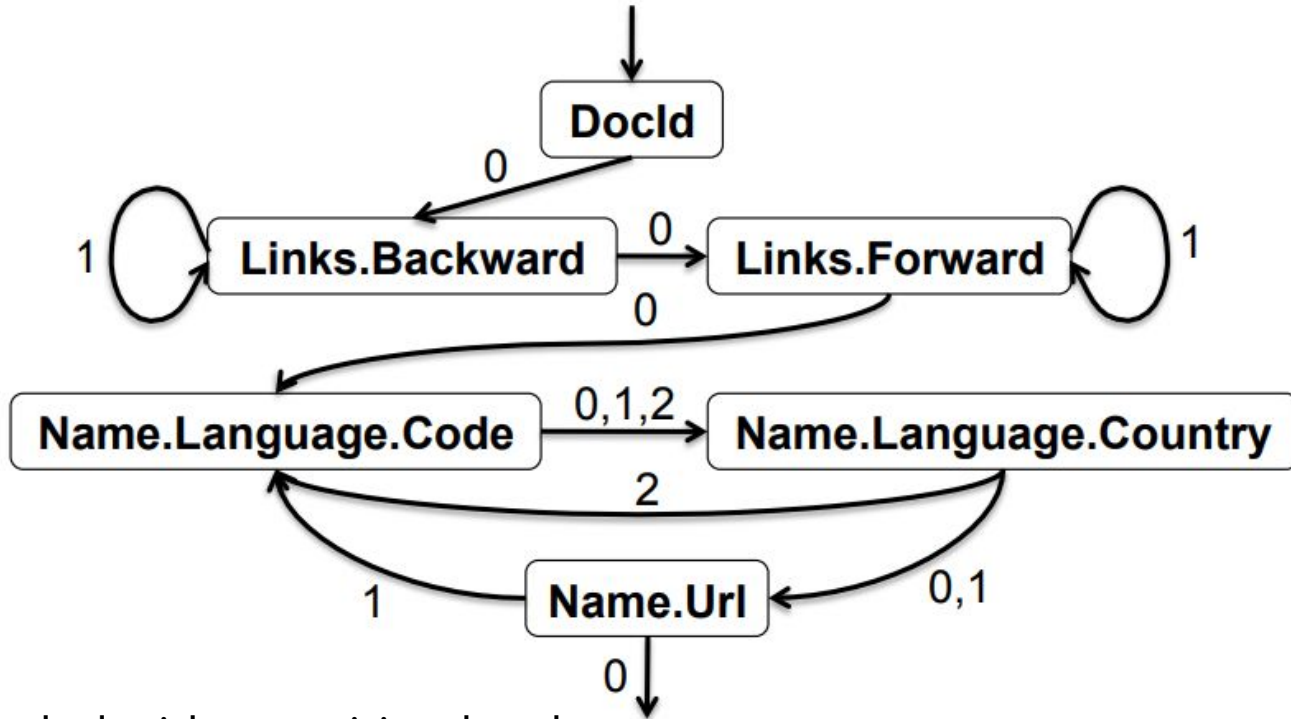 DocId
0
1
Links.Backward
0
Links.Forward
1
0
Name.Language.Code
0,1,2
Name.Language.Country
2
1
Name.Url
0,1
0